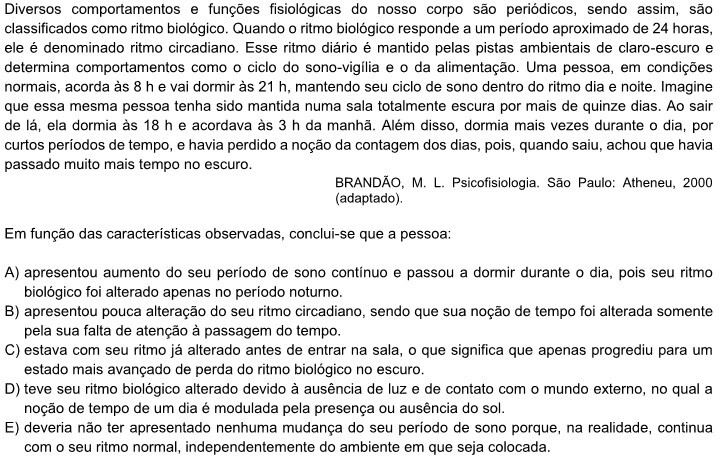 Diversos comportamentos e funções fisiológicas do nosso corpo são periódicos, sendo assim, são
classificados como ritmo biológico. Quando o ritmo biológico responde a um período aproximado de 24 horas,
ele é denominado ritmo circadiano. Esse ritmo diário é mantido pelas pistas ambientais de claro-escuro e
determina comportamentos como o ciclo do sono-vigília e o da alimentação. Uma pessoa, em condições
normais, acorda às 8 h e vai dormir às 21 h, mantendo seu ciclo de sono dentro do ritmo dia e noite. Imagine
que essa mesma pessoa tenha sido mantida numa sala totalmente escura por mais de quinze dias. Ao sair
de lá, ela dormia às 18 h e acordava às 3 h da manhã. Além disso, dormia mais vezes durante o dia, por
curtos períodos de tempo, e havia perdido a noção da contagem dos dias, pois, quando saiu, achou que havia
passado muito mais tempo no escuro.
BRANDÃO, M. L. Psicofisiologia. São Paulo: Atheneu, 2000
(adaptado).
Em função das características observadas, conclui-se que a pessoa:
A) apresentou aumento do seu período de sono contínuo e passou a dormir durante o dia, pois seu ritmo
biológico foi alterado apenas no período noturno.
B) apresentou pouca alteração do seu ritmo circadiano, sendo que sua noção de tempo foi alterada somente
pela sua falta de atenção à passagem do tempo.
C) estava com seu ritmo já alterado antes de entrar na sala, o que significa que apenas progrediu para um
estado mais avançado de perda do ritmo biológico no escuro.
D) teve seu ritmo biológico alterado devido à ausência de luz e de contato com o mundo externo, no qual a
noção de tempo de um dia é modulada pela presença ou ausência do sol.
E) deveria não ter apresentado nenhuma mudança do seu período de sono porque, na realidade, continua
com o seu ritmo normal, independentemente do ambiente em que seja colocada.